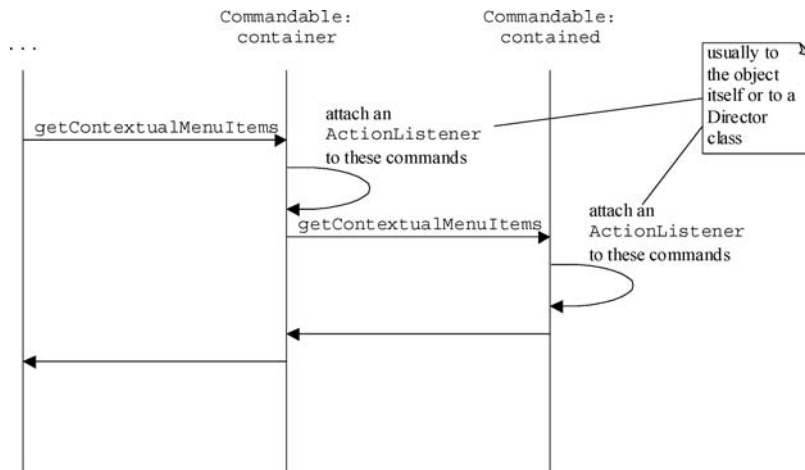 Commandable:
container
Commandable:
contained
...
usually to
the object
itself or to a
Director
class
getContextualMenuItems
attach an
ActionListener
to these commands
getContextualMenuItems
attach an
ActionListener
to these commands